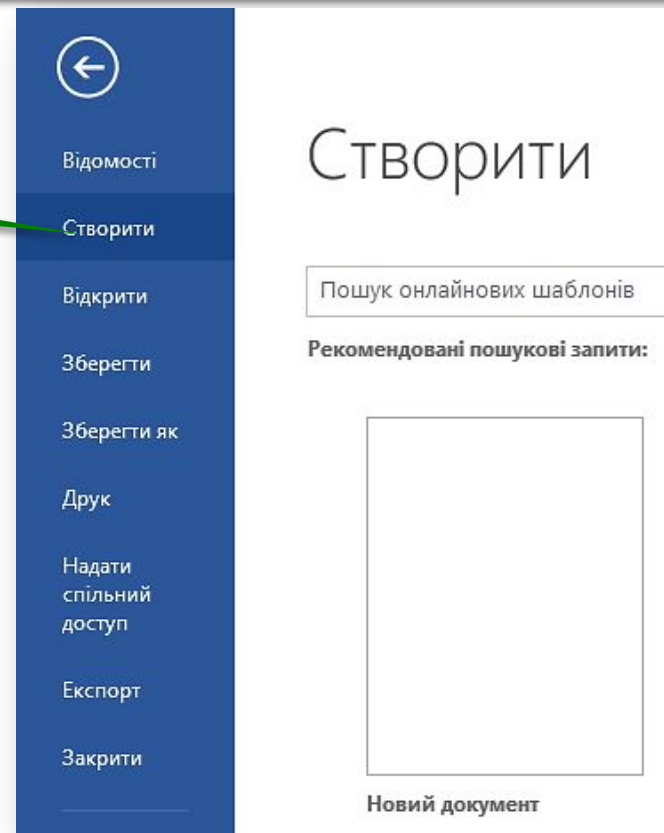 Відомості
Створити
Відкрити
Зберегти
Зберегти як
Друк
Надати
спільний
доступ
Експорт
Закрити
Створити
Пошук онлайнових шаблонів
Рекомендовані пошукові запити:
Новий документ